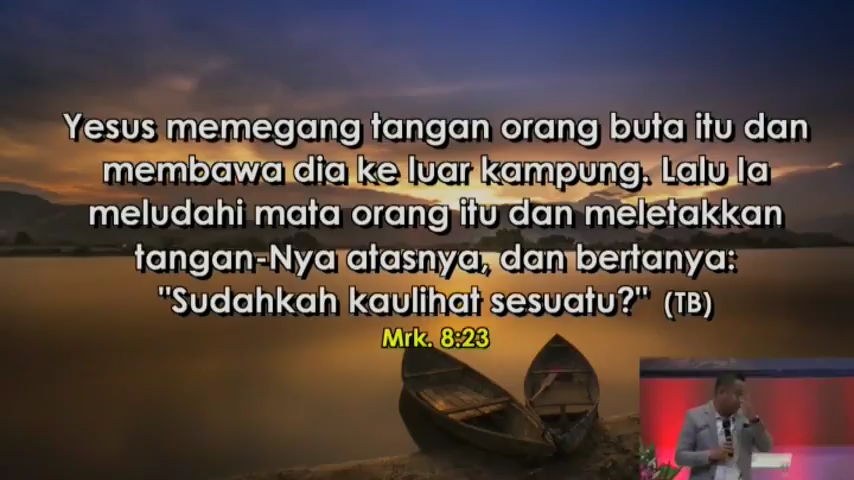 Yesus memegang tangan orang buta itu dan
membawa dia ke luar kampung. Lalu Ia
meludahi mata orang itu dan meletakkan
tangan-Nya atasnya, dan bertanya:
"Sudahkah kaulihat sesuatu?" (TB)
Mrk. 8:23